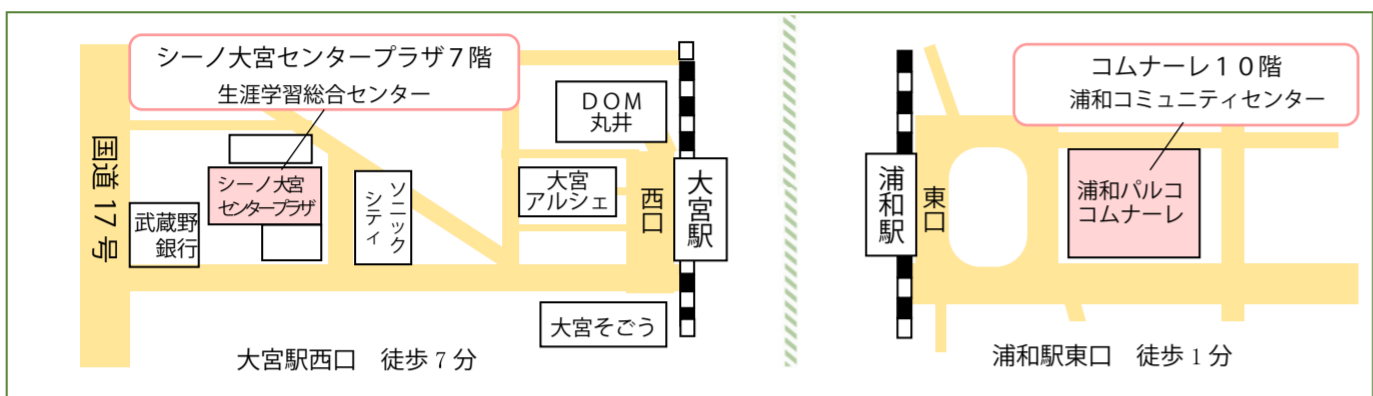 シーノ大宮センタープラザ７階
生涯学習総合センター
国道17号
シーノ大宮
センタープラザ
武蔵野
銀行
ソニック
シティ
DOM
丸井
大宮
アルシェ
西口
大宮駅
大宮そごう
大宮駅西口　徒歩７分
コムナーレ１０階
浦和コミュニティセンター
浦和駅
東口
浦和パルコ
コムナーレ
浦和駅東口　徒歩１分